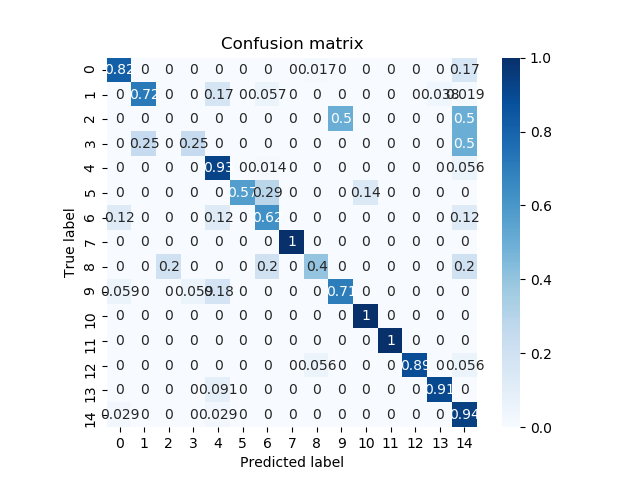 Confusion matrix
0 0.82 0 0 0 0 0 0 0 0.017 0 0 0 0 0 0.17 1.0
1 0 0.72 0 0 0.17 0 0.057 0 0 0 0 0 0 0.038 0.019
2 0 0 0 0 0 0 0 0 0 0.5 0 0 0 0 0.5 0.8
3 0 0.25 0 0.25 0 0 0 0 0 0 0 0 0 0 0.5
4 0 0 0 0 0.93 0 0.014 0 0 0 0 0 0 0 0.056
5 0 0 0 0 0 0.57 0.29 0 0 0 0.14 0 0 0 0 0.6
6 0.12 0 0 0 0.12 0 0.62 0 0 0 0 0 0 0 0.12
7 0 0 0 0 0 0 0 1 0 0 0 0 0 0 0
8 0 0 0.2 0 0 0 0.2 0 0.4 0 0 0 0 0 0.2 0.4
9 0.059 0 0 0.059 0.18 0 0 0 0 0.71 0 0 0 0 0
10 0 0 0 0 0 0 0 0 0 0 1 0 0 0 0
11 0 0 0 0 0 0 0 0 0 0 0 1 0 0 0 0.2
12 0 0 0 0 0 0 0 0 0.056 0 0 0 0.89 0 0.056
13 0 0 0 0 0.091 0 0 0 0 0 0 0 0 0.91 0
14 0.029 0 0 0 0.029 0 0 0 0 0 0 0 0 0 0.94 0.0
True label
0 1 2 3 4 5 6 7 8 9 10 11 12 13 14
Predicted label